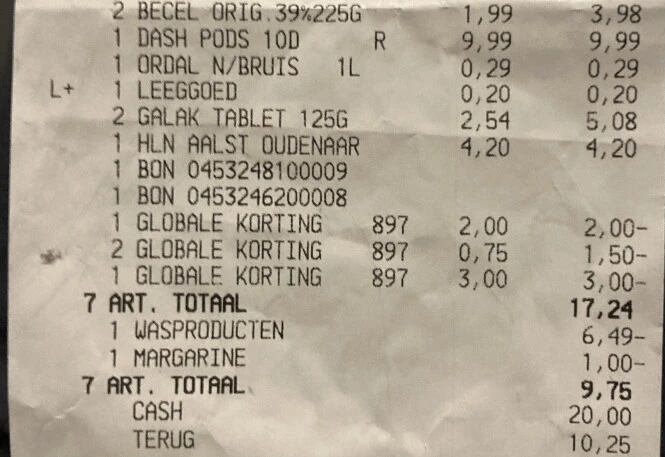 2 BECEL ORIG.39%225G 1,99 3,98
1 DASH PODS 10D R 9,99 9,99
1 ORDAL N/BRUIS 1L 0,29 0,29
L+ 1 LEEGGOED 0,20 0,20
2 GALAK TABLET 125G 2,54 5,08
1 HLN AALST OUDENAAR 4,20 4,20
1 BON 0453248100009
1 BON 0453246200008
1 GLOBALE KORTING 897 2,00 2,00-
2 GLOBALE KORTING 897 0,75 1,50-
1 GLOBALE KORTING 897 3,00 3,00-
7 ART. TOTAAL 17,24
1 WASPRODUCTEN 6,49-
1 MARGARINE 1,00-
7 ART. TOTAAL 9,75
CASH 20,00
TERUG 10,25